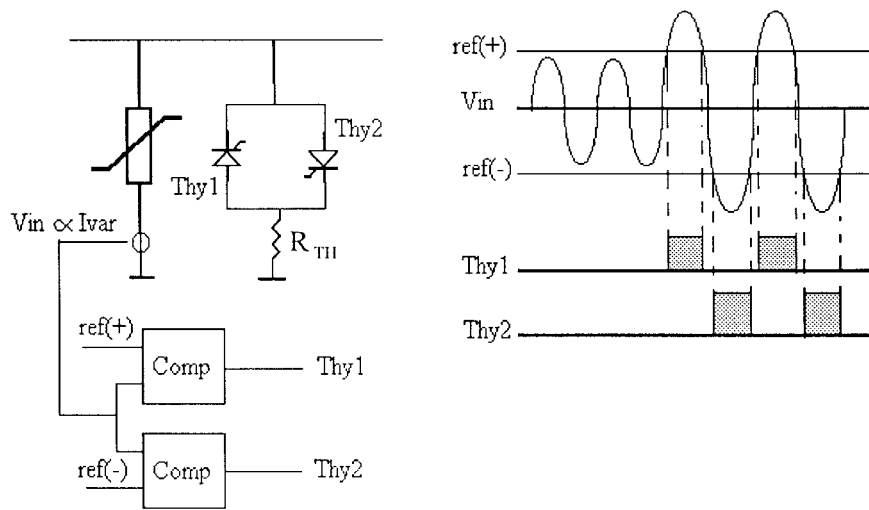 Thy1
Thy2
R TH
Vin ∝ Ivar
ref(+)
Comp
Thy1
ref(-)
Comp
Thy2
ref(+)
Vin
ref(-)
Thy1
Thy2